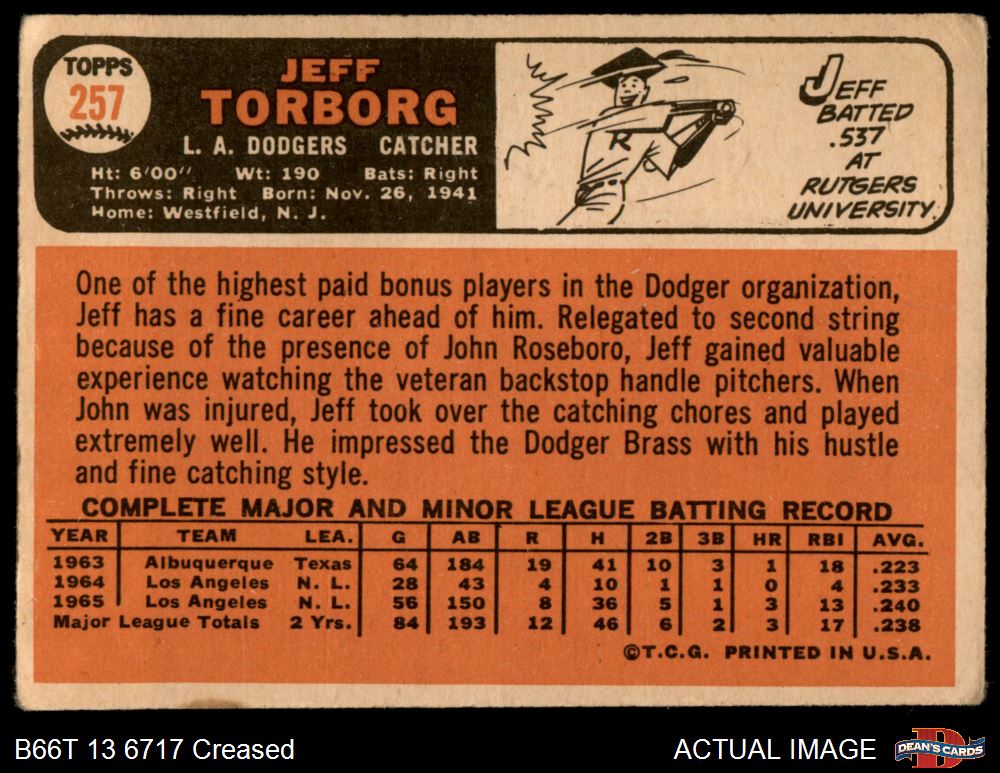 TOPPS
257
JEFF
TORBORG
L. A. DODGERS CATCHER
Ht: 6'00" Wt: 190 Bats: Right
Throws: Right Born: Nov. 26, 1941
Home: Westfield, N. J.
R
JEFF
BATTED
.537
AT
RUTGERS
UNIVERSITY.
One of the highest paid bonus players in the Dodger organization,
Jeff has a fine career ahead of him. Relegated to second string
because of the presence of John Roseboro, Jeff gained valuable
experience watching the veteran backstop handle pitchers. When
John was injured, Jeff took over the catching chores and played
extremely well. He impressed the Dodger Brass with his hustle
and fine catching style.
COMPLETE MAJOR AND MINOR LEAGUE BATTING RECORD
YEAR TEAM LEA. G AB R H 2B 3B HR RBI AVG.
1963 Albuquerque Texas 64 184 19 41 10 3 1 18 .223
1964 Los Angeles N. L. 28 43 4 10 1 1 0 4 .233
1965 Los Angeles N. L. 56 150 8 36 5 1 3 13 .240
Major League Totals 2 Yrs. 84 193 12 46 6 2 3 17 .238
©T.C.G. PRINTED IN U.S.A.
B66T 13 6717 Creased
ACTUAL IMAGE
D
DEAN'S CARDS